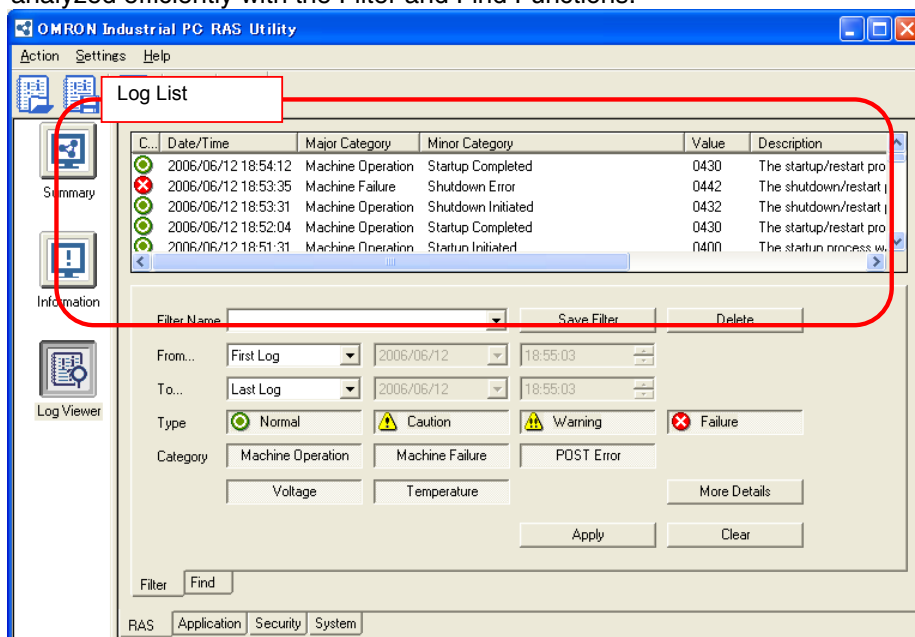 analyzed efficiently with the Filter and Find Functions.
OMRON Industrial PC RAS Utility
Action Settings Help
Log List
C... Date/Time Major Category Minor Category Value Description
2006/06/12 18:54:12 Machine Operation Startup Completed 0430 The startup/restart pro
2006/06/12 18:53:35 Machine Failure Shutdown Error 0442 The shutdown/restart
2006/06/12 18:53:31 Machine Operation Shutdown Initiated 0432 The shutdown/restart
2006/06/12 18:52:04 Machine Operation Startup Completed 0430 The startup/restart pro
2006/06/12 18:51:31 Machine Operation Startup Initiated 0400 The startup process w
Summary
Information
Log Viewer
Filter Name Save Filter Delete
From... First Log 2006/06/12 18:55:03
To... Last Log 2006/06/12 18:55:03
Type Normal Caution Warning Failure
Category Machine Operation Machine Failure POST Error
Voltage Temperature More Details
Apply Clear
Filter Find
RAS Application Security System